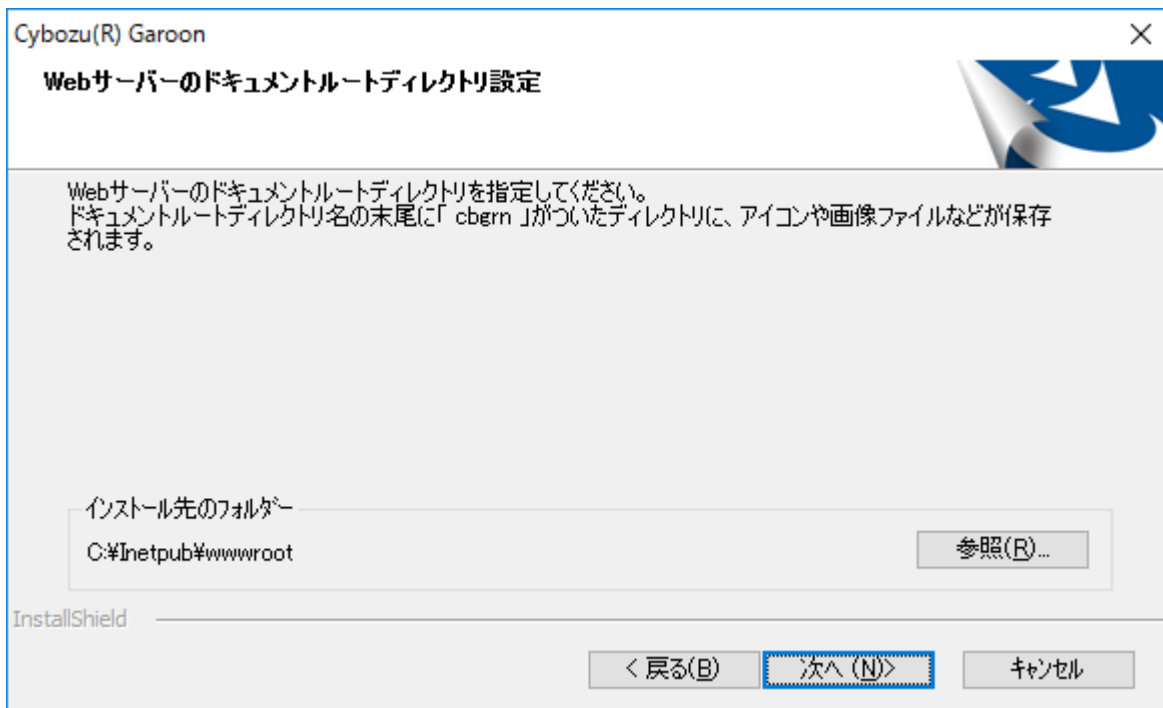 Cybozu(R) Garoon
Webサーバーのドキュメントルートディレクトリ設定
Webサーバーのドキュメントルートディレクトリを指定してください。
ドキュメントルートディレクトリ名の末尾に「 cbgrn 」がついたディレクトリに、アイコンや画像ファイルなどが保存
されます。
インストール先のフォルダー
C:¥Inetpub¥wwwroot
参照(R)...
InstallShield
< 戻る(B)
次へ (N)>
キャンセル